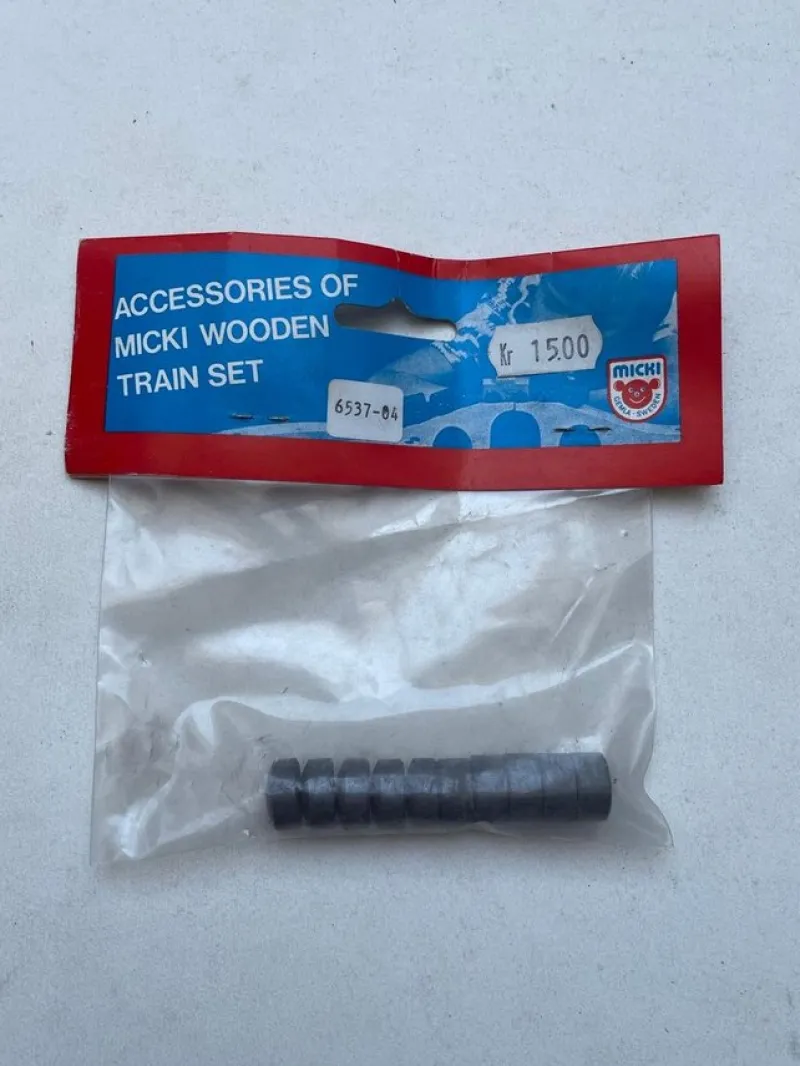 ACCESSORIES OF
MICKI WOODEN
TRAIN SET
6537-04
Kr 15.00
MICKI
GEMLA · SWEDEN